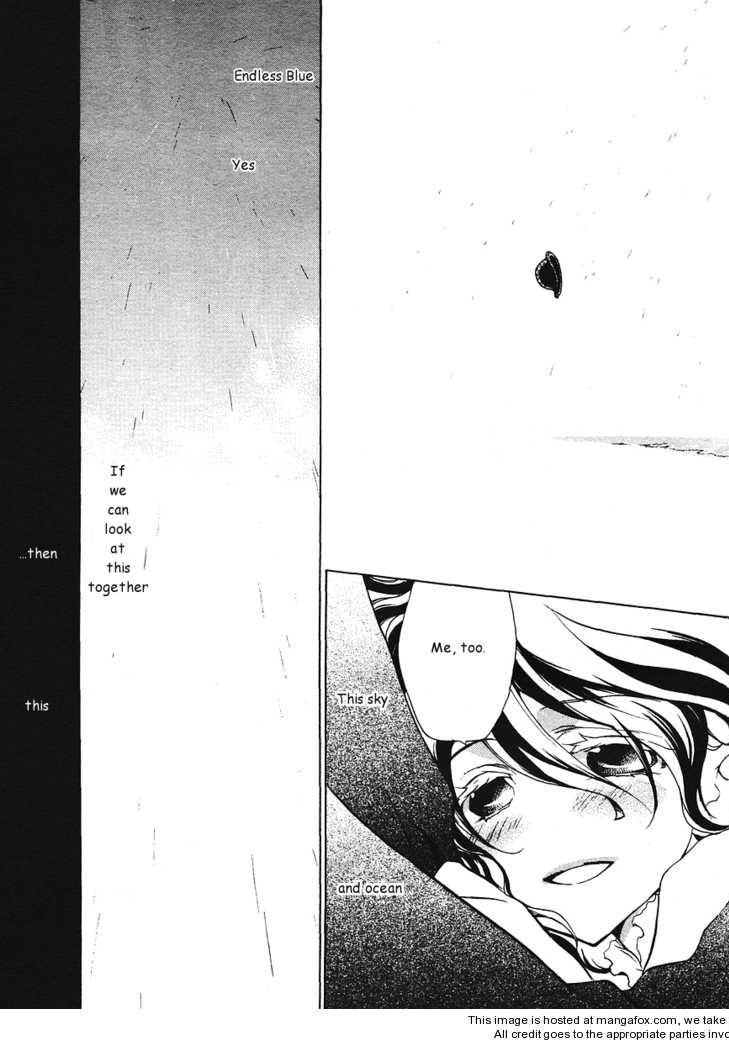 Me, too.
This sky
and ocean
Endless Blue
Yes
If
we
can
look
at
this
together
...then
this
This image is hosted at mangafox.com, we take
All credit goes to the appropriate parties invo